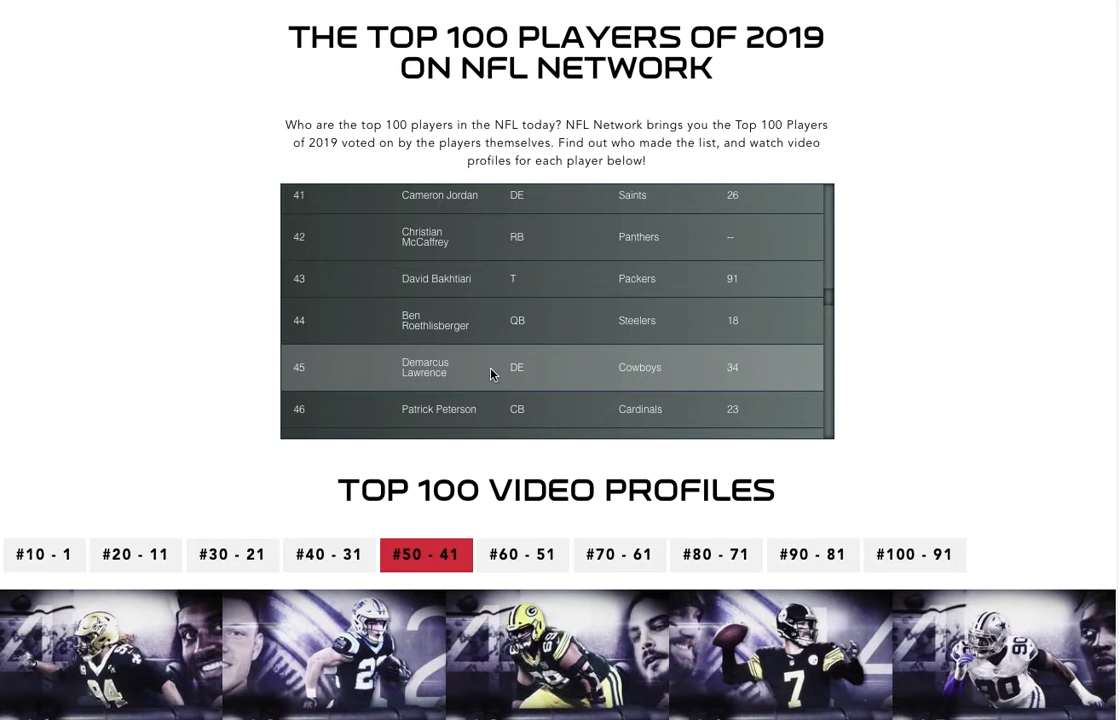 THE TOP 100 PLAYERS OF 2019
ON NFL NETWORK
Who are the top 100 players in the NFL today? NFL Network brings you the Top 100 Players
of 2019 voted on by the players themselves. Find out who made the list, and watch video
profiles for each player below!
41 Cameron Jordan DE Saints 26
42 Christian McCaffrey RB Panthers --
43 David Bakhtiari T Packers 91
44 Ben Roethlisberger QB Steelers 18
45 Demarcus Lawrence DE Cowboys 34
46 Patrick Peterson CB Cardinals 23
TOP 100 VIDEO PROFILES
#10 - 1 #20 - 11 #30 - 21 #40 - 31 #50 - 41 #60 - 51 #70 - 61 #80 - 71 #90 - 81 #100 - 91
94 7 90